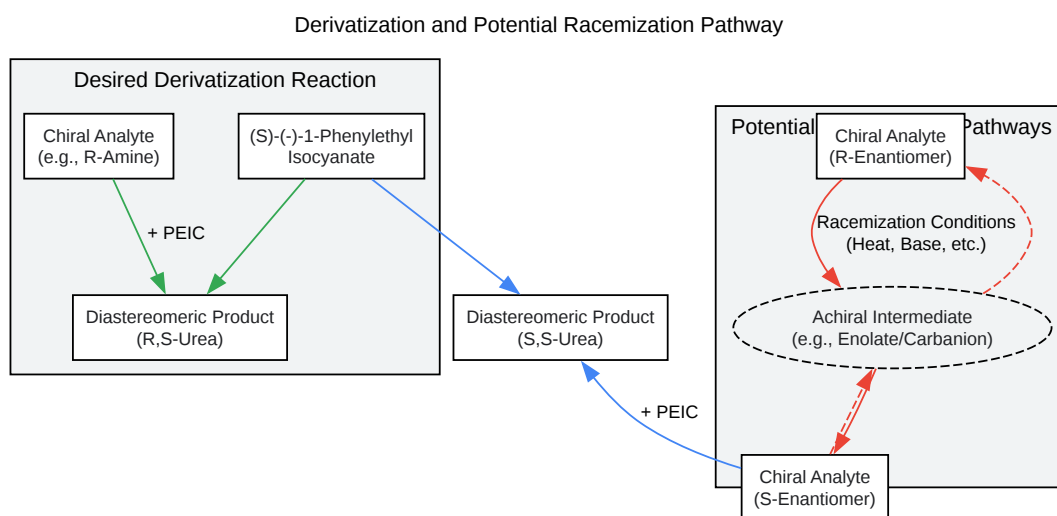 Derivatization and Potential Racemization Pathway
Desired Derivatization Reaction
Chiral Analyte
(e.g., R-Amine)
(S)-(-)-1-Phenylethyl
Isocyanate
+ PEIC
Diastereomeric Product
(R,S-Urea)
Diastereomeric Product
(S,S-Urea)
+ PEIC
Potential Pathways
Chiral Analyte
(R-Enantiomer)
Racemization Conditions
(Heat, Base, etc.)
Achiral Intermediate
(e.g., Enolate/Carbanion)
Chiral Analyte
(S-Enantiomer)